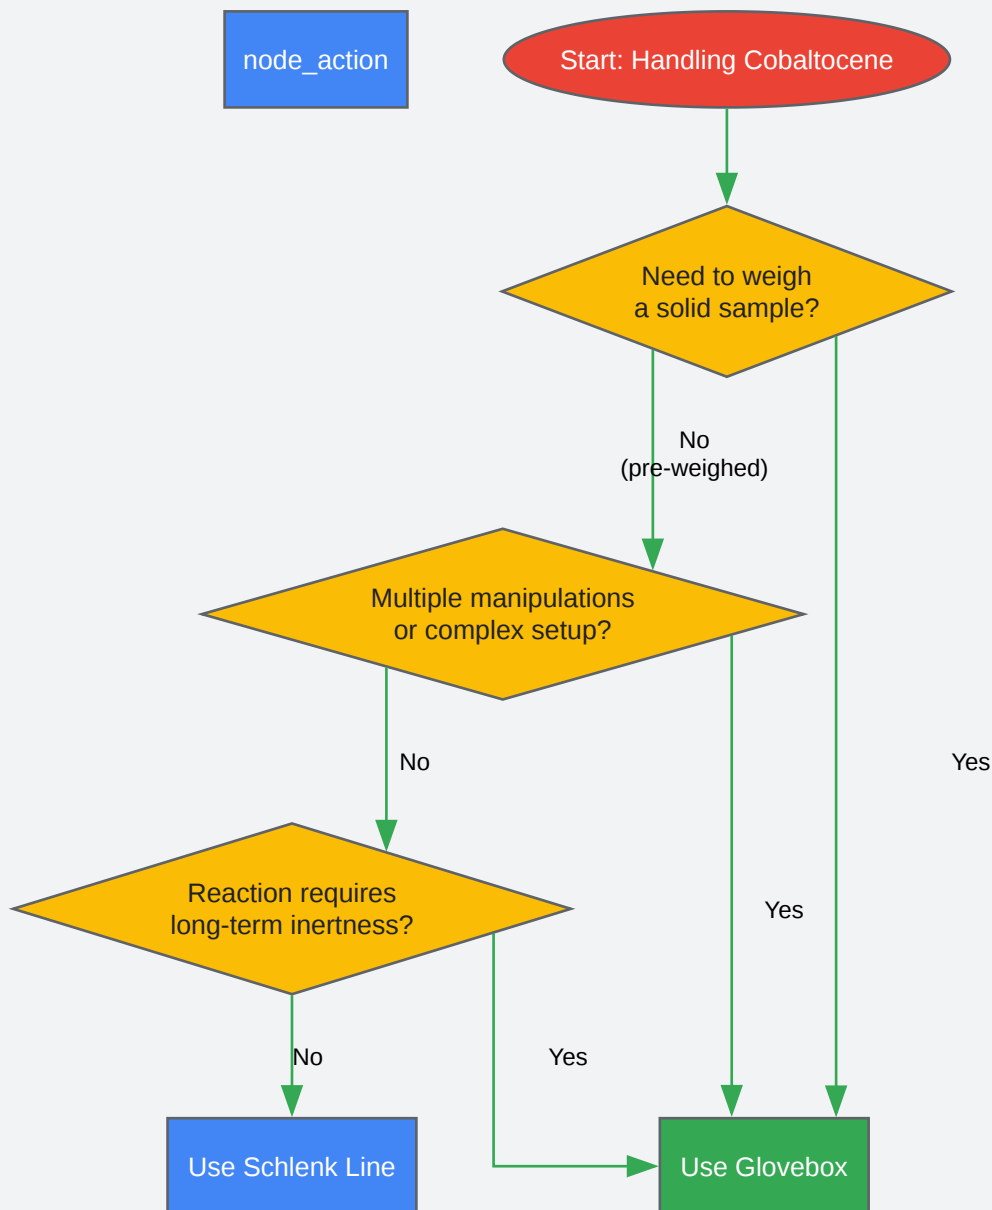 node_action
Start: Handling Cobaltocene
Need to weigh
a solid sample?
No
(pre-weighed)
Multiple manipulations
or complex setup?
No
Yes
Reaction requires
long-term inertness?
Yes
No
Yes
Use Schlenk Line
Use Glovebox